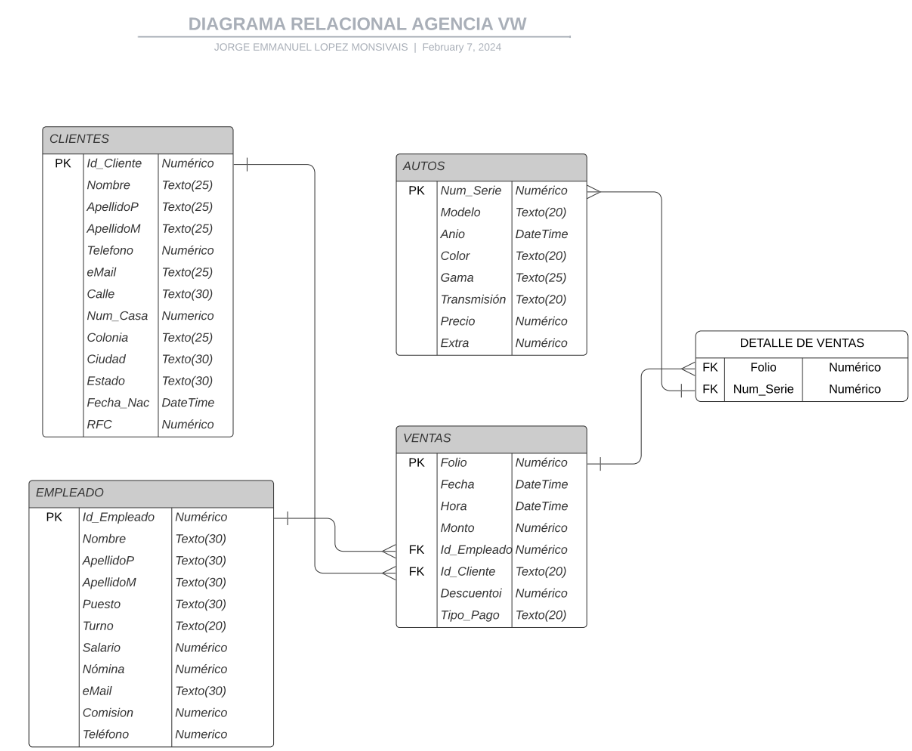 DIAGRAMA RELACIONAL AGENCIA VW
JORGE EMMANUEL LOPEZ MONSIVAIS | February 7, 2024
CLIENTES
PK Id_Cliente Numérico
Nombre Texto(25)
ApellidoP Texto(25)
ApellidoM Texto(25)
Telefono Numérico
eMail Texto(25)
Calle Texto(30)
Num_Casa Numerico
Colonia Texto(25)
Ciudad Texto(30)
Estado Texto(30)
Fecha_Nac DateTime
RFC Numérico
AUTOS
PK Num_Serie Numérico
Modelo Texto(20)
Anio DateTime
Color Texto(20)
Gama Texto(25)
Transmisión Texto(20)
Precio Numérico
Extra Numérico
DETALLE DE VENTAS
FK Folio Numérico
FK Num_Serie Numérico
VENTAS
PK Folio Numérico
Fecha DateTime
Hora DateTime
Monto Numérico
FK Id_Empleado Numérico
FK Id_Cliente Texto(20)
Descuentoi Numérico
Tipo_Pago Texto(20)
EMPLEADO
PK Id_Empleado Numérico
Nombre Texto(30)
ApellidoP Texto(30)
ApellidoM Texto(30)
Puesto Texto(30)
Turno Texto(20)
Salario Numérico
Nómina Numérico
eMail Texto(30)
Comision Numerico
Teléfono Numérico